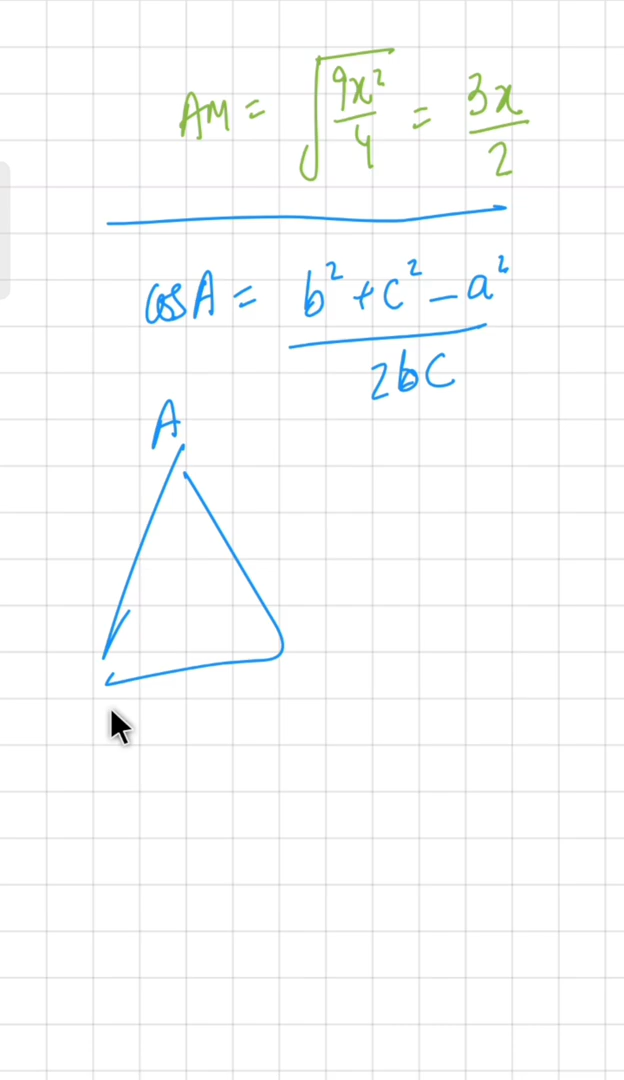 AM = √(9x²/4) = 3x/2
cosA = (b² + c² − a²)/2bc
A